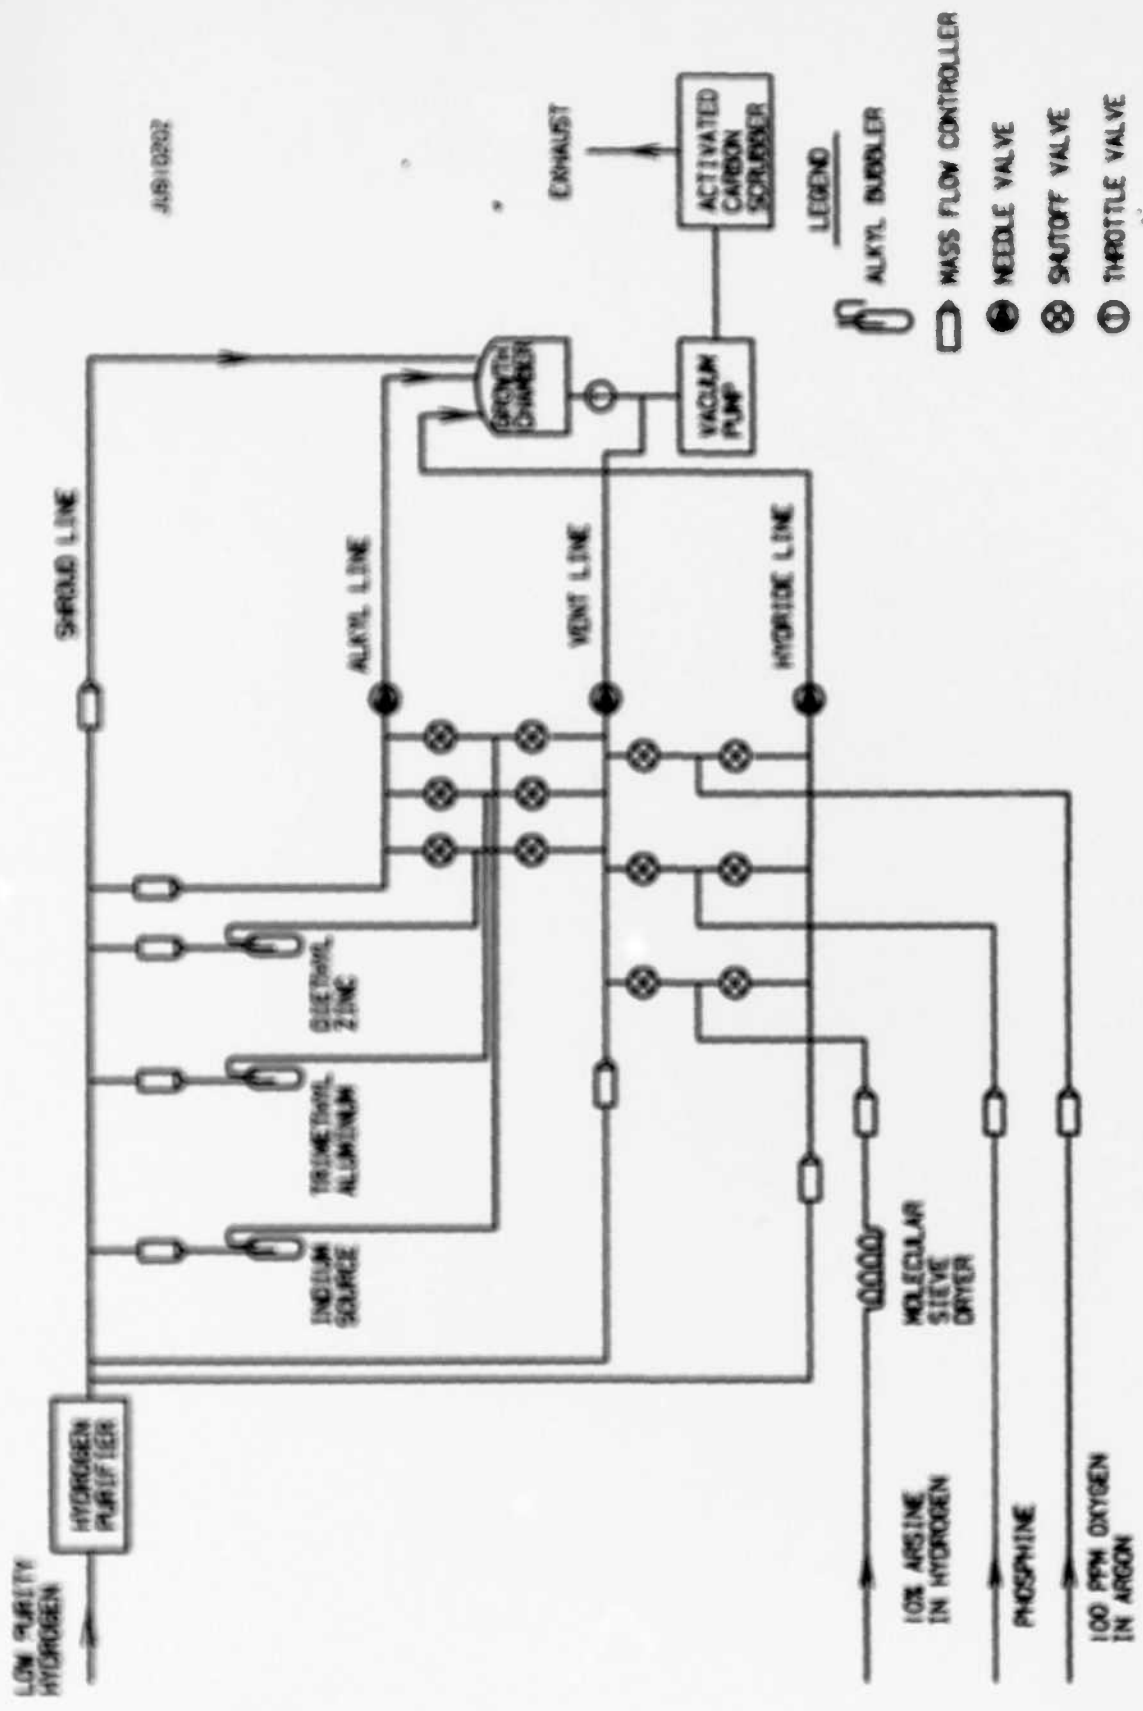 LOW PURITY
HYDROGEN
HYDROGEN
PURIFIER
SHROUD LINE
INDIUM
SOURCE
TRIMETHYL
ALUMINUM
DIETHYL
ZINC
ALKYL LINE
VENT LINE
HYDRIDE LINE
GROWTH
CHAMBER
VACUUM
PUMP
ACTIVATED
CARBON
SCRUBBER
EXHAUST
10% ARSINE
IN HYDROGEN
MOLECULAR
SIEVE
DRYER
PHOSPHINE
100 PPM OXYGEN
IN ARGON
LEGEND
ALKYL BUBBLER
MASS FLOW CONTROLLER
NEEDLE VALVE
SHUTOFF VALVE
THROTTLE VALVE